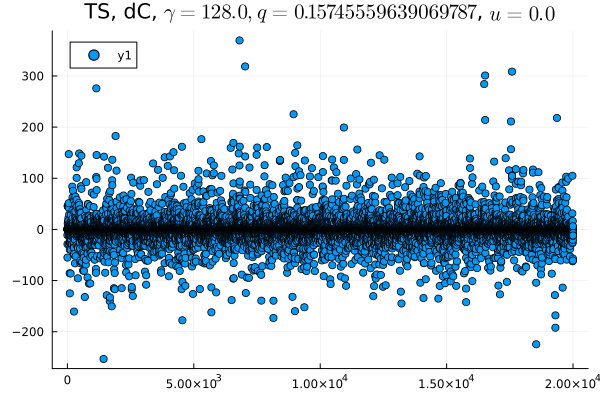 TS, dC, γ = 128.0, q = 0.15745559639069787, u = 0.0
y1
300
200
100
0
−100
−200
0 5.00×10³ 1.00×10⁴ 1.50×10⁴ 2.00×10⁴